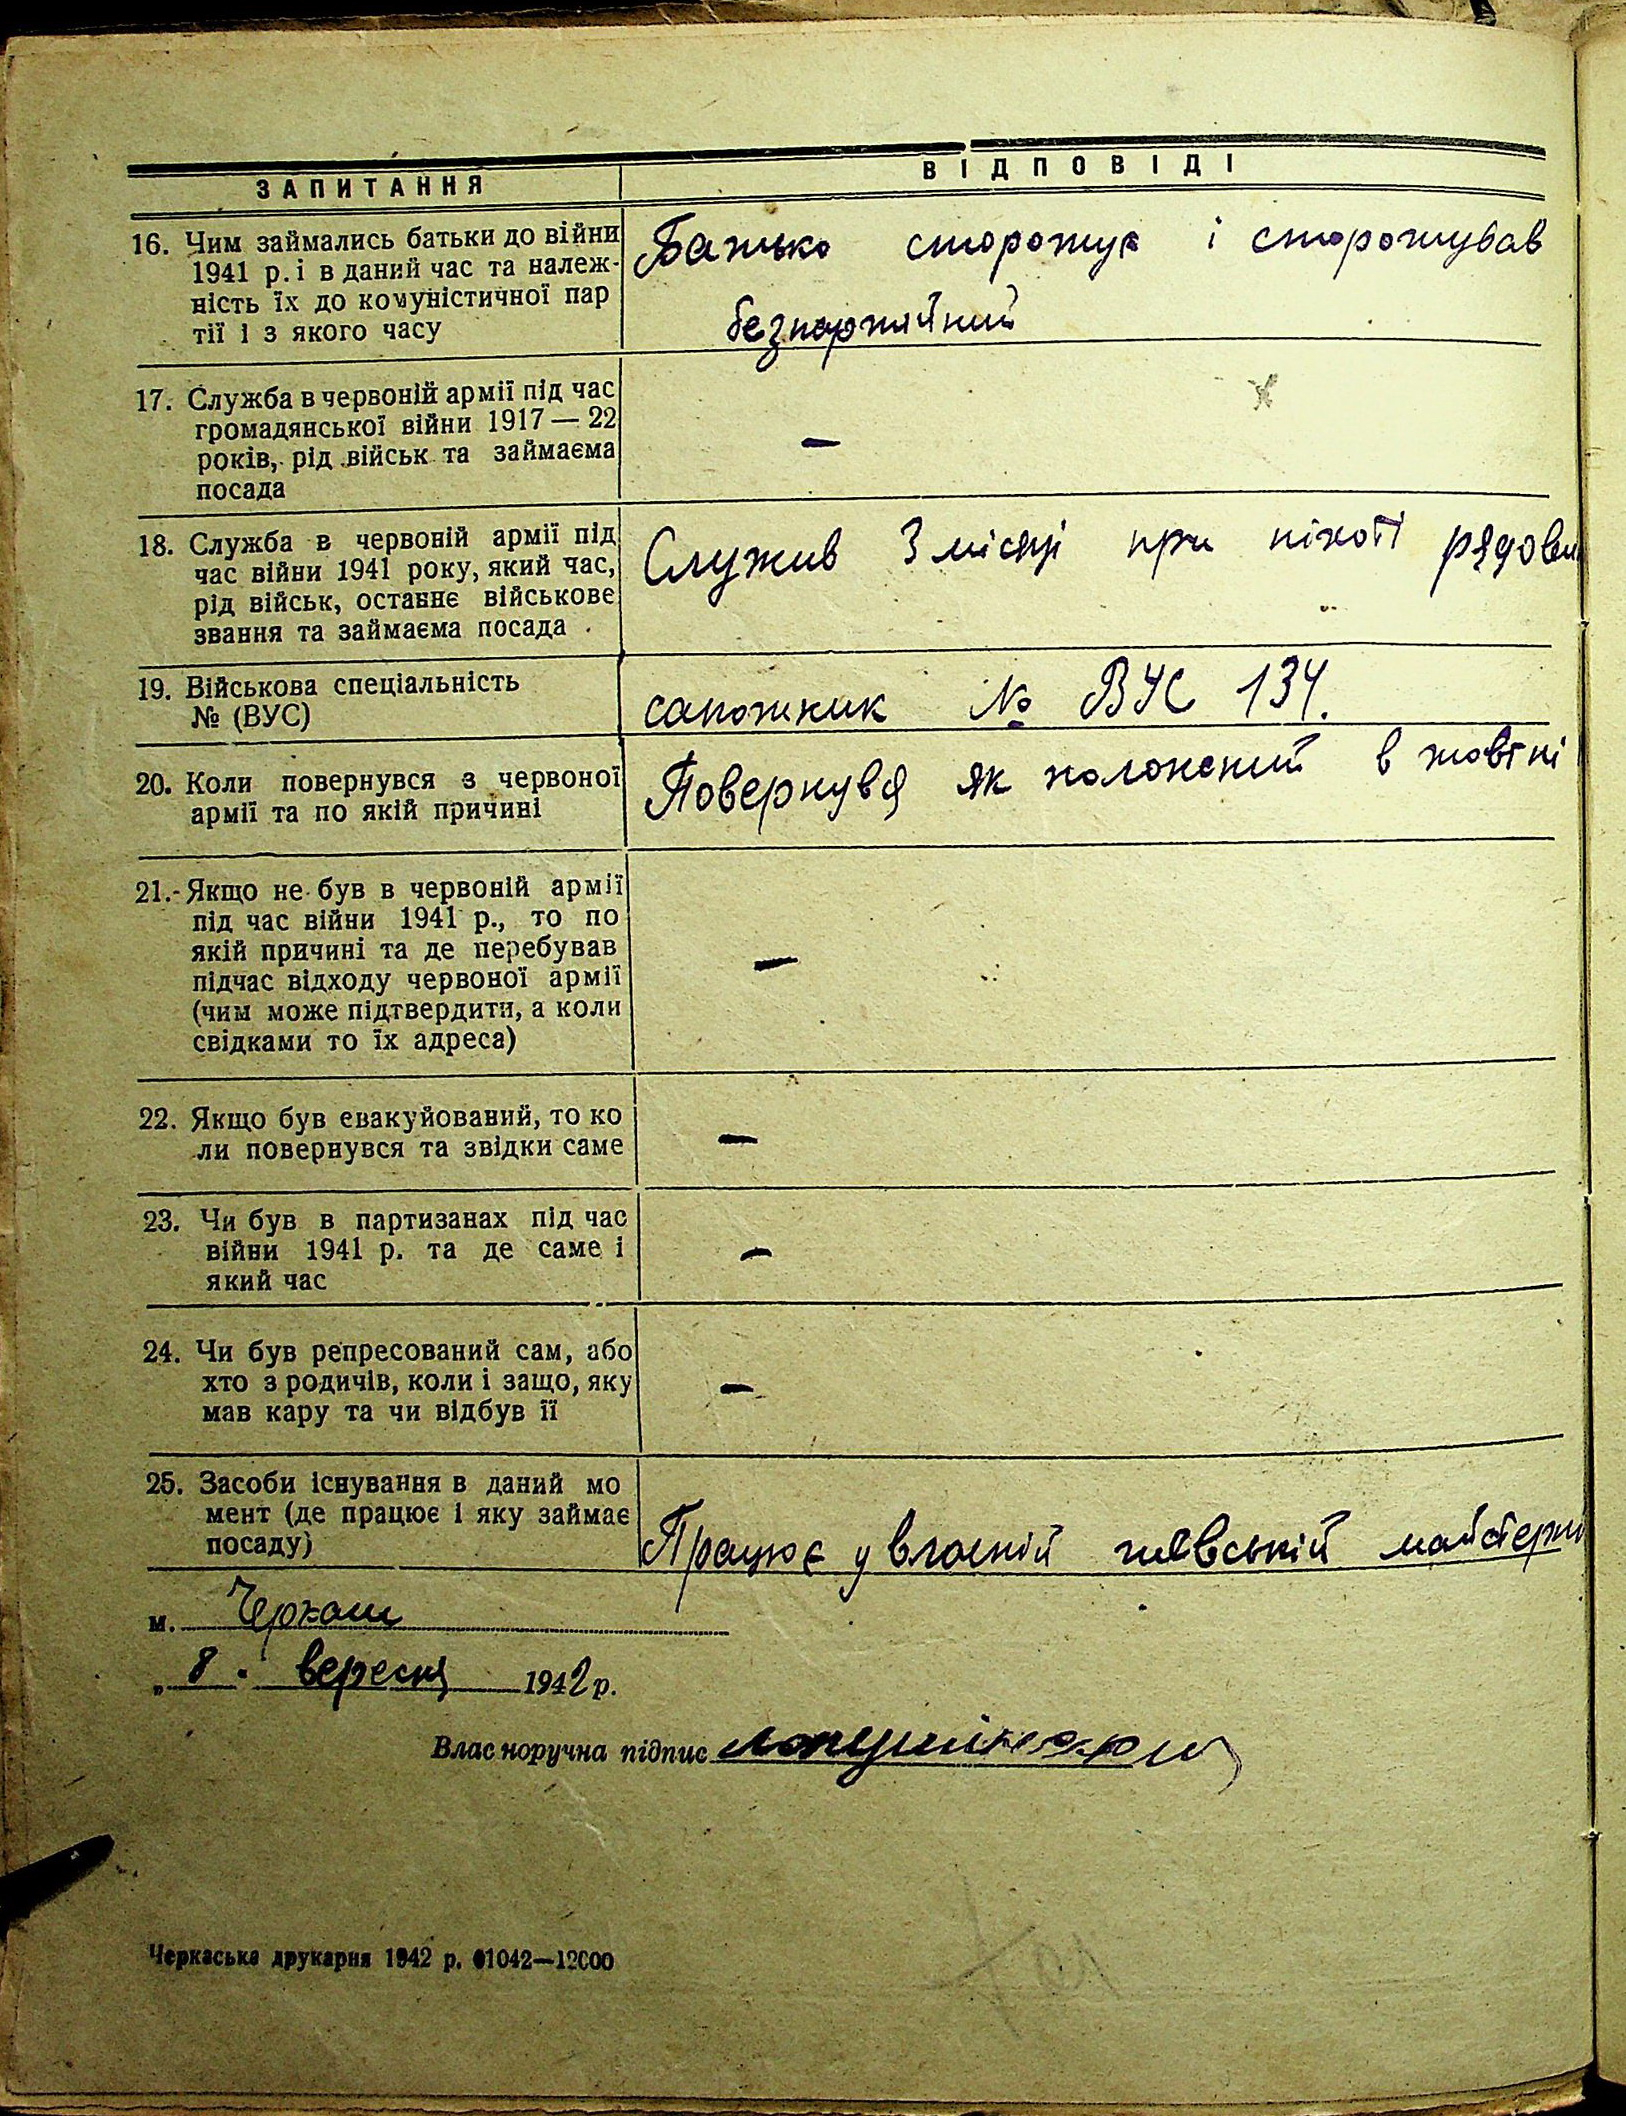 ЗАПИТАННЯ
ВІДПОВІДІ
16. Чим займались батьки до війни
1941 р. і в даний час та належ-
ність їх до комуністичної пар
тії і з якого часу
Батько сторожує і сторожував
безпартійний
17. Служба в червоній армії під час
громадянської війни 1917 — 22
років, рід військ та займаєма
посада
—
18. Служба в червоній армії під
час війни 1941 року, який час,
рід військ, останнє військове
звання та займаєма посада
Служив 3 місяці при піхоті рядовим
19. Військова спеціальність
№ (ВУС)
сапожник № ВУС 134.
20. Коли повернувся з червоної
армії та по якій причині
Повернувся як полонений в жовтні
21. Якщо не був в червоній армії
під час війни 1941 р., то по
якій причині та де перебував
підчас відходу червоної армії
(чим може підтвердити, а коли
свідками то їх адреса)
—
22. Якщо був евакуйований, то ко
ли повернувся та звідки саме
—
23. Чи був в партизанах під час
війни 1941 р. та де саме і
який час
—
24. Чи був репресований сам, або
хто з родичів, коли і защо, яку
мав кару та чи відбув її
—
25. Засоби існування в даний мо
мент (де працює і яку займає
посаду)
Працює у власній шевській майстерні
м. Черкаси
„ 8 . вересня 1942 р.
Власноручна підпис
Черкаська друкарня 1942 р. 01042—12000